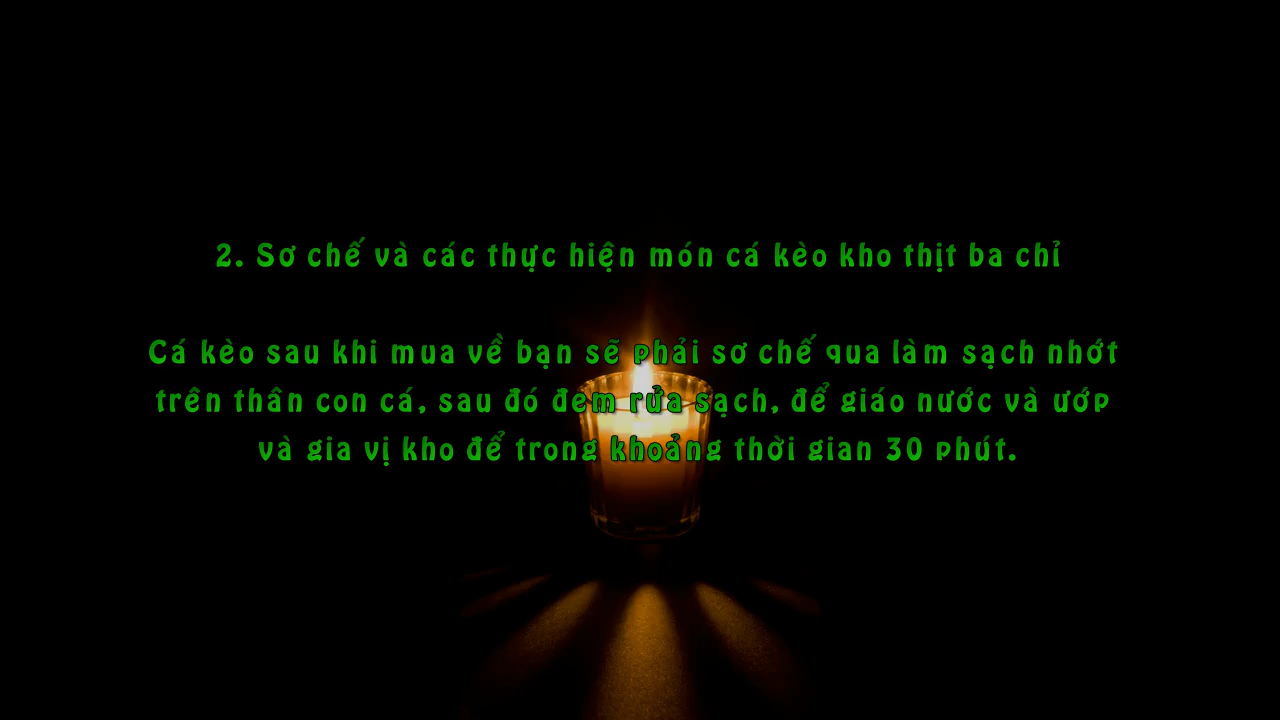 2. Sơ chế và các thực hiện món cá kèo kho thịt ba chỉ
Cá kèo sau khi mua về bạn sẽ phải sơ chế qua làm sạch nhớt
trên thân con cá, sau đó đem rửa sạch, để giáo nước và ướp
và gia vị kho để trong khoảng thời gian 30 phút.